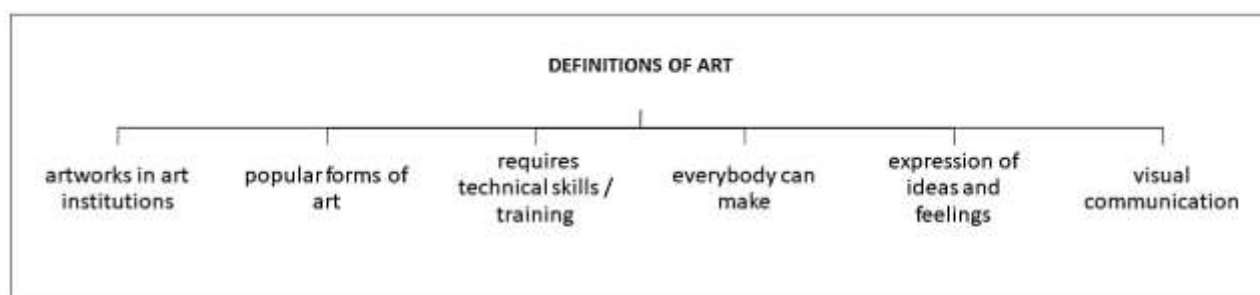 DEFINITIONS OF ART
artworks in art
institutions
popular forms of
art
requires
technical skills /
training
everybody can
make
expression of
ideas and
feelings
visual
communication